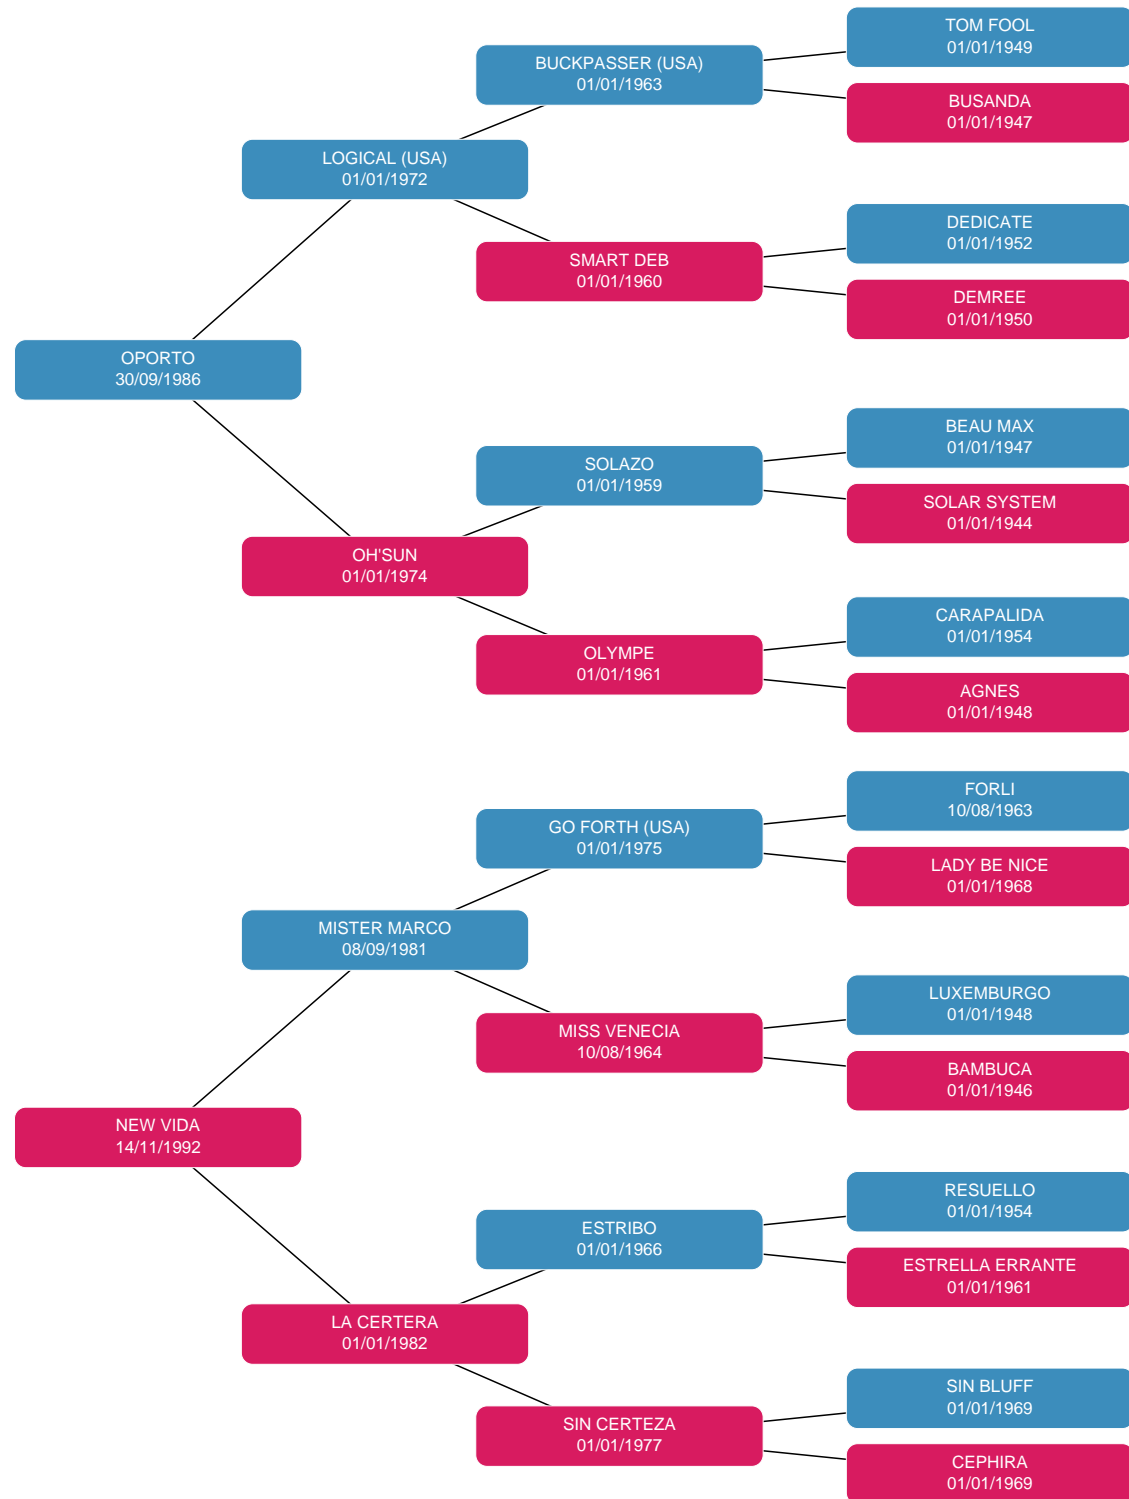 TOM FOOL
01/01/1949
BUCKPASSER (USA)
01/01/1963
BUSANDA
01/01/1947
LOGICAL (USA)
01/01/1972
DEDICATE
01/01/1952
SMART DEB
01/01/1960
DEMREE
01/01/1950
OPORTO
30/09/1986
BEAU MAX
01/01/1947
SOLAZO
01/01/1959
SOLAR SYSTEM
01/01/1944
OH'SUN
01/01/1974
CARAPALIDA
01/01/1954
OLYMPE
01/01/1961
AGNES
01/01/1948
FORLI
10/08/1963
GO FORTH (USA)
01/01/1975
LADY BE NICE
01/01/1968
MISTER MARCO
08/09/1981
LUXEMBURGO
01/01/1948
MISS VENECIA
10/08/1964
BAMBUCA
01/01/1946
NEW VIDA
14/11/1992
RESUELLO
01/01/1954
ESTRIBO
01/01/1966
ESTRELLA ERRANTE
01/01/1961
LA CERTERA
01/01/1982
SIN BLUFF
01/01/1969
SIN CERTEZA
01/01/1977
CEPHIRA
01/01/1969